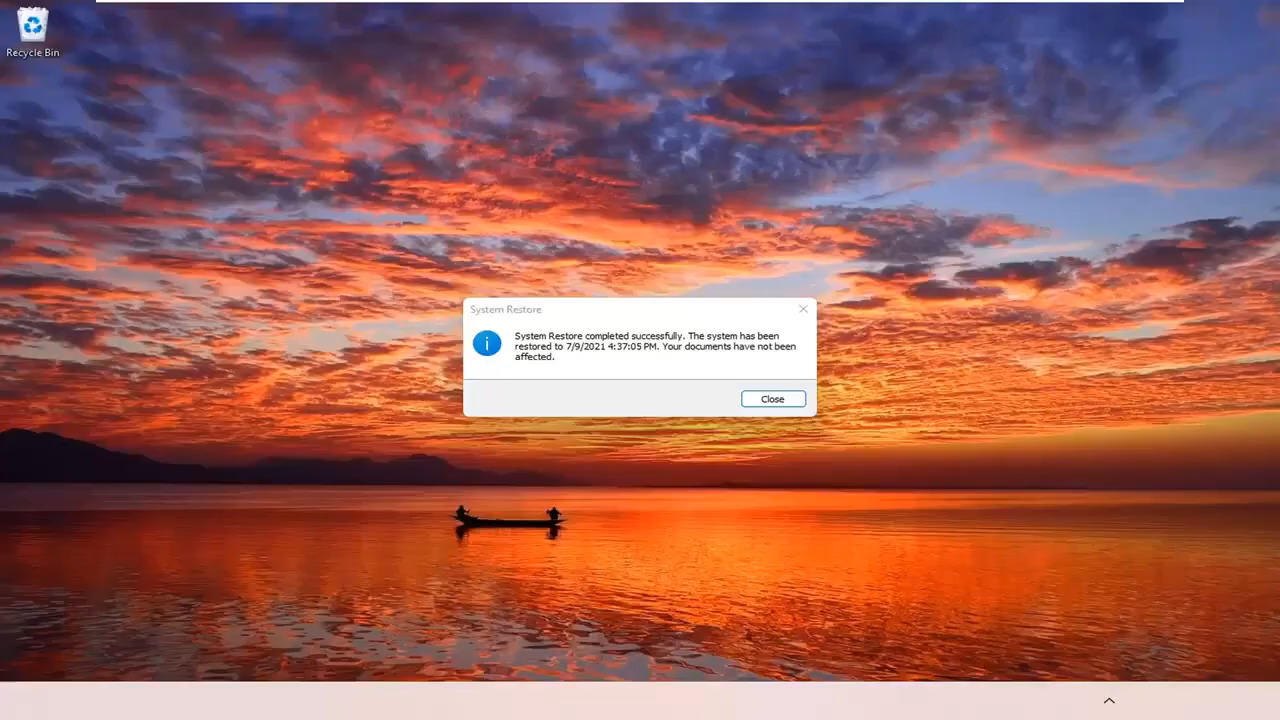 Recycle Bin
System Restore
System Restore completed successfully. The system has been
restored to 7/9/2021 4:37:05 PM. Your documents have not been
affected.
Close